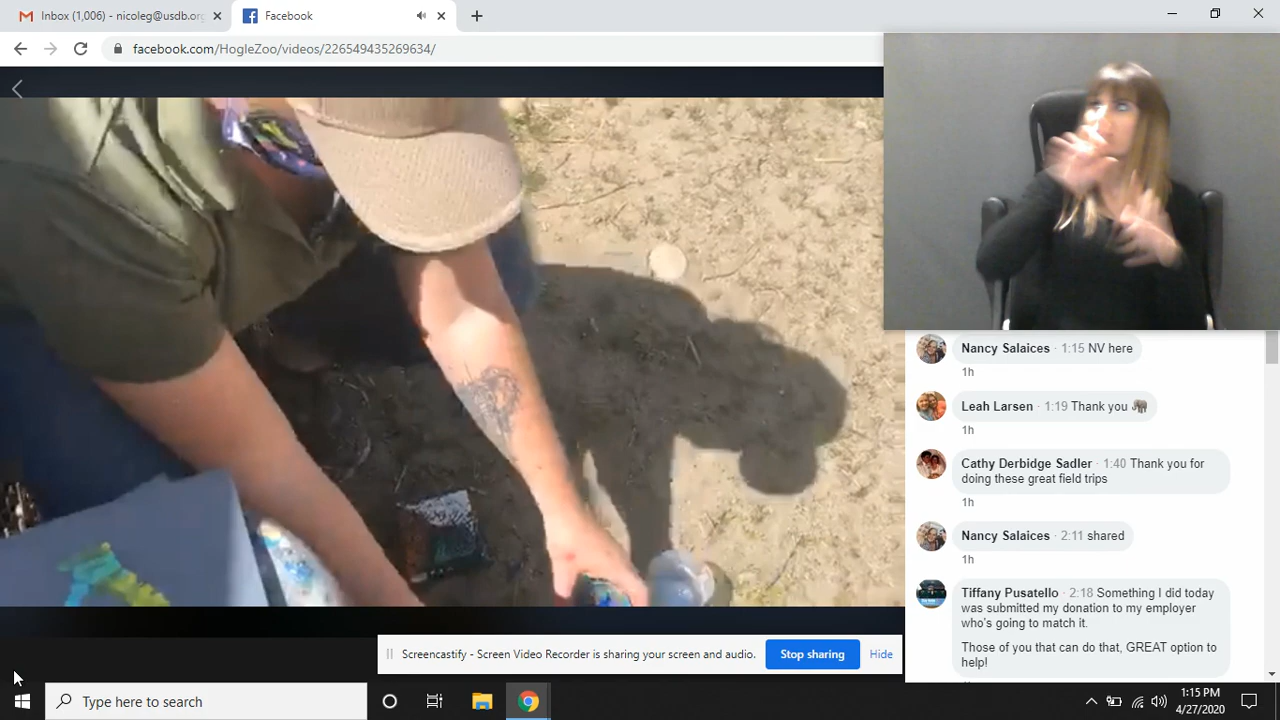 Inbox (1,006) - nicoleg@usdb.org
Facebook
facebook.com/HogleZoo/videos/226549435269634/
Nancy Salaices · 1:15 NV here
1h
Leah Larsen · 1:19 Thank you 🐘
1h
Cathy Derbidge Sadler · 1:40 Thank you for
doing these great field trips
1h
Nancy Salaices · 2:11 shared
1h
Tiffany Pusatello · 2:18 Something I did today
was submitted my donation to my employer
who's going to match it.
Those of you that can do that, GREAT option to
help!
Screencastify - Screen Video Recorder is sharing your screen and audio.
Stop sharing
Hide
Type here to search
1:15 PM
4/27/2020